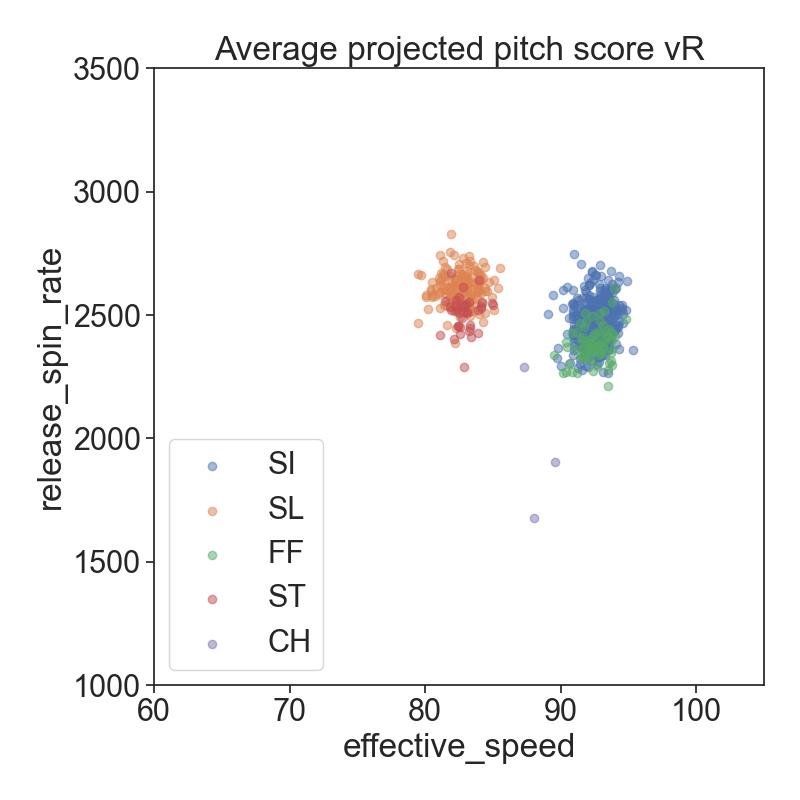 Average projected pitch score vR
3500
3000
2500
2000
1500
1000
release_spin_rate
SI
SL
FF
ST
CH
60 70 80 90 100
effective_speed